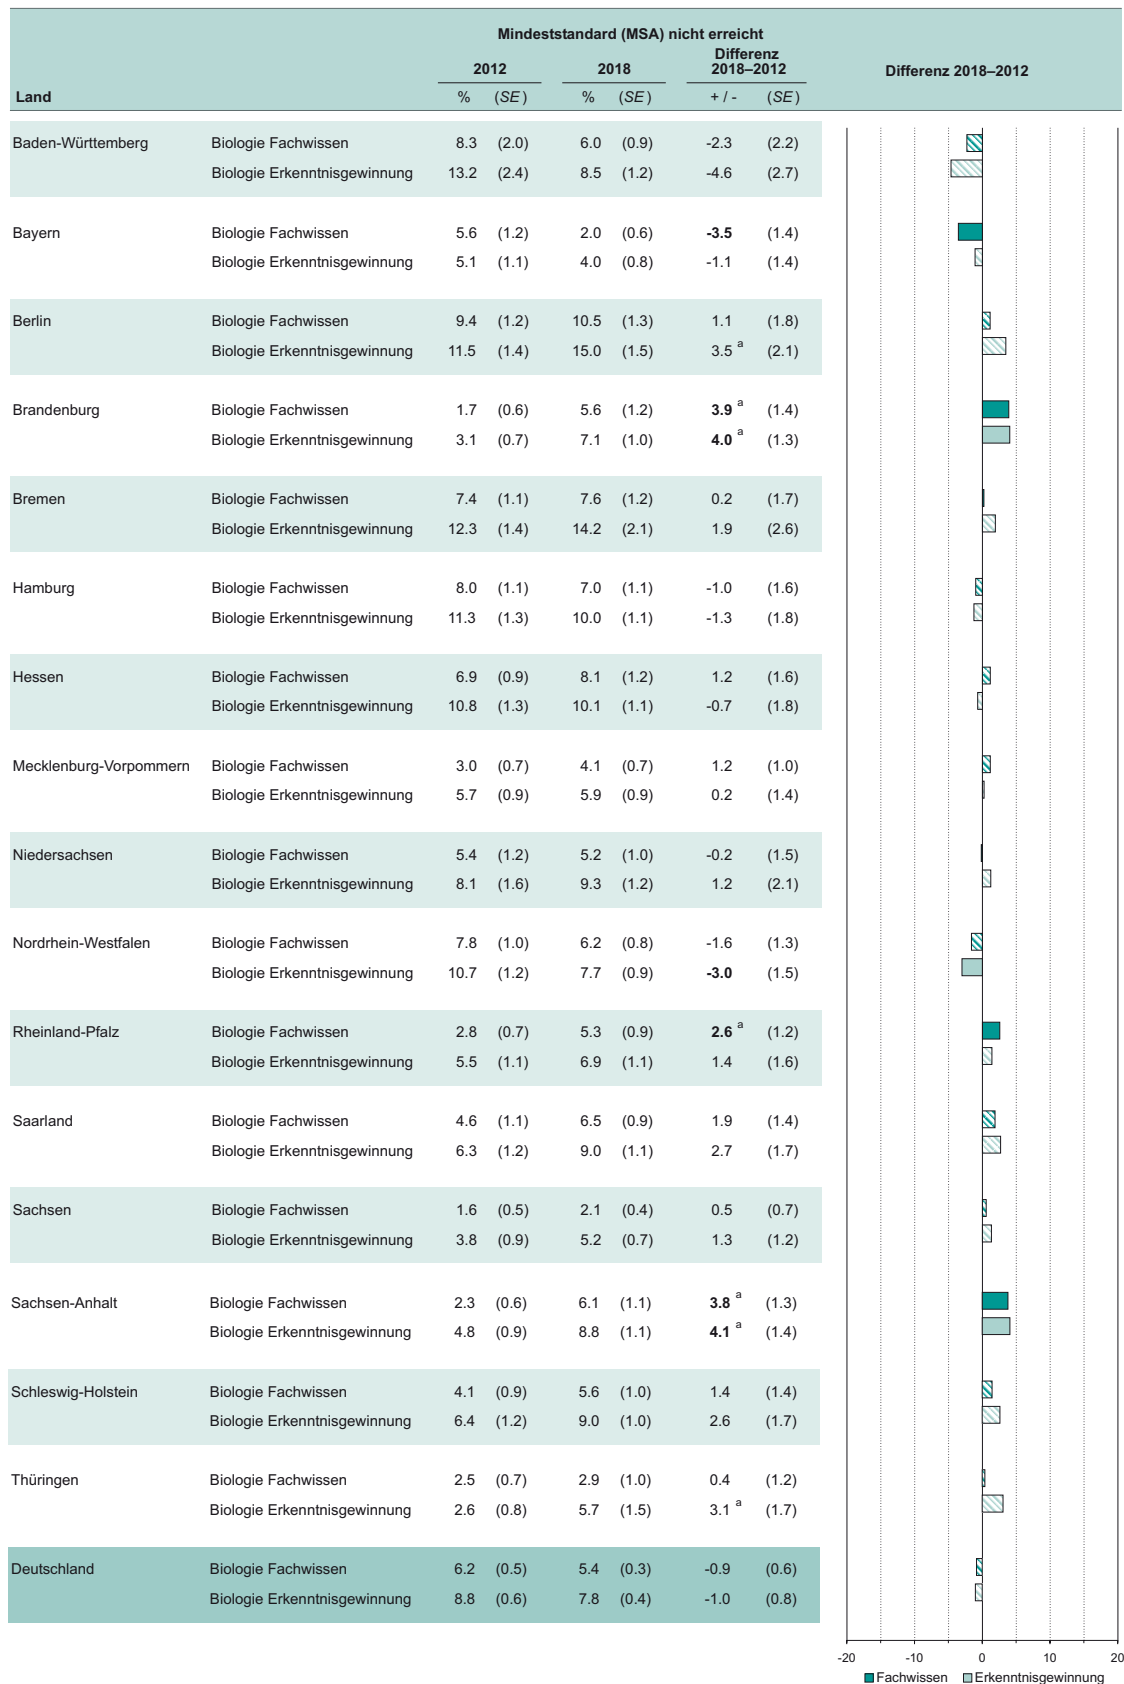 Mindeststandard (MSA) nicht erreicht
2012 2018 Differenz 2018–2012 Differenz 2018–2012
Land % (SE) % (SE) + / - (SE)
Baden-Württemberg Biologie Fachwissen 8.3 (2.0) 6.0 (0.9) -2.3 (2.2)
Biologie Erkenntnisgewinnung 13.2 (2.4) 8.5 (1.2) -4.6 (2.7)
Bayern Biologie Fachwissen 5.6 (1.2) 2.0 (0.6) -3.5 (1.4)
Biologie Erkenntnisgewinnung 5.1 (1.1) 4.0 (0.8) -1.1 (1.4)
Berlin Biologie Fachwissen 9.4 (1.2) 10.5 (1.3) 1.1 (1.8)
Biologie Erkenntnisgewinnung 11.5 (1.4) 15.0 (1.5) 3.5 a (2.1)
Brandenburg Biologie Fachwissen 1.7 (0.6) 5.6 (1.2) 3.9 a (1.4)
Biologie Erkenntnisgewinnung 3.1 (0.7) 7.1 (1.0) 4.0 a (1.3)
Bremen Biologie Fachwissen 7.4 (1.1) 7.6 (1.2) 0.2 (1.7)
Biologie Erkenntnisgewinnung 12.3 (1.4) 14.2 (2.1) 1.9 (2.6)
Hamburg Biologie Fachwissen 8.0 (1.1) 7.0 (1.1) -1.0 (1.6)
Biologie Erkenntnisgewinnung 11.3 (1.3) 10.0 (1.1) -1.3 (1.8)
Hessen Biologie Fachwissen 6.9 (0.9) 8.1 (1.2) 1.2 (1.6)
Biologie Erkenntnisgewinnung 10.8 (1.3) 10.1 (1.1) -0.7 (1.8)
Mecklenburg-Vorpommern Biologie Fachwissen 3.0 (0.7) 4.1 (0.7) 1.2 (1.0)
Biologie Erkenntnisgewinnung 5.7 (0.9) 5.9 (0.9) 0.2 (1.4)
Niedersachsen Biologie Fachwissen 5.4 (1.2) 5.2 (1.0) -0.2 (1.5)
Biologie Erkenntnisgewinnung 8.1 (1.6) 9.3 (1.2) 1.2 (2.1)
Nordrhein-Westfalen Biologie Fachwissen 7.8 (1.0) 6.2 (0.8) -1.6 (1.3)
Biologie Erkenntnisgewinnung 10.7 (1.2) 7.7 (0.9) -3.0 (1.5)
Rheinland-Pfalz Biologie Fachwissen 2.8 (0.7) 5.3 (0.9) 2.6 a (1.2)
Biologie Erkenntnisgewinnung 5.5 (1.1) 6.9 (1.1) 1.4 (1.6)
Saarland Biologie Fachwissen 4.6 (1.1) 6.5 (0.9) 1.9 (1.4)
Biologie Erkenntnisgewinnung 6.3 (1.2) 9.0 (1.1) 2.7 (1.7)
Sachsen Biologie Fachwissen 1.6 (0.5) 2.1 (0.4) 0.5 (0.7)
Biologie Erkenntnisgewinnung 3.8 (0.9) 5.2 (0.7) 1.3 (1.2)
Sachsen-Anhalt Biologie Fachwissen 2.3 (0.6) 6.1 (1.1) 3.8 a (1.3)
Biologie Erkenntnisgewinnung 4.8 (0.9) 8.8 (1.1) 4.1 a (1.4)
Schleswig-Holstein Biologie Fachwissen 4.1 (0.9) 5.6 (1.0) 1.4 (1.4)
Biologie Erkenntnisgewinnung 6.4 (1.2) 9.0 (1.0) 2.6 (1.7)
Thüringen Biologie Fachwissen 2.5 (0.7) 2.9 (1.0) 0.4 (1.2)
Biologie Erkenntnisgewinnung 2.6 (0.8) 5.7 (1.5) 3.1 a (1.7)
Deutschland Biologie Fachwissen 6.2 (0.5) 5.4 (0.3) -0.9 (0.6)
Biologie Erkenntnisgewinnung 8.8 (0.6) 7.8 (0.4) -1.0 (0.8)
-20 -10 0 10 20
Fachwissen Erkenntnisgewinnung